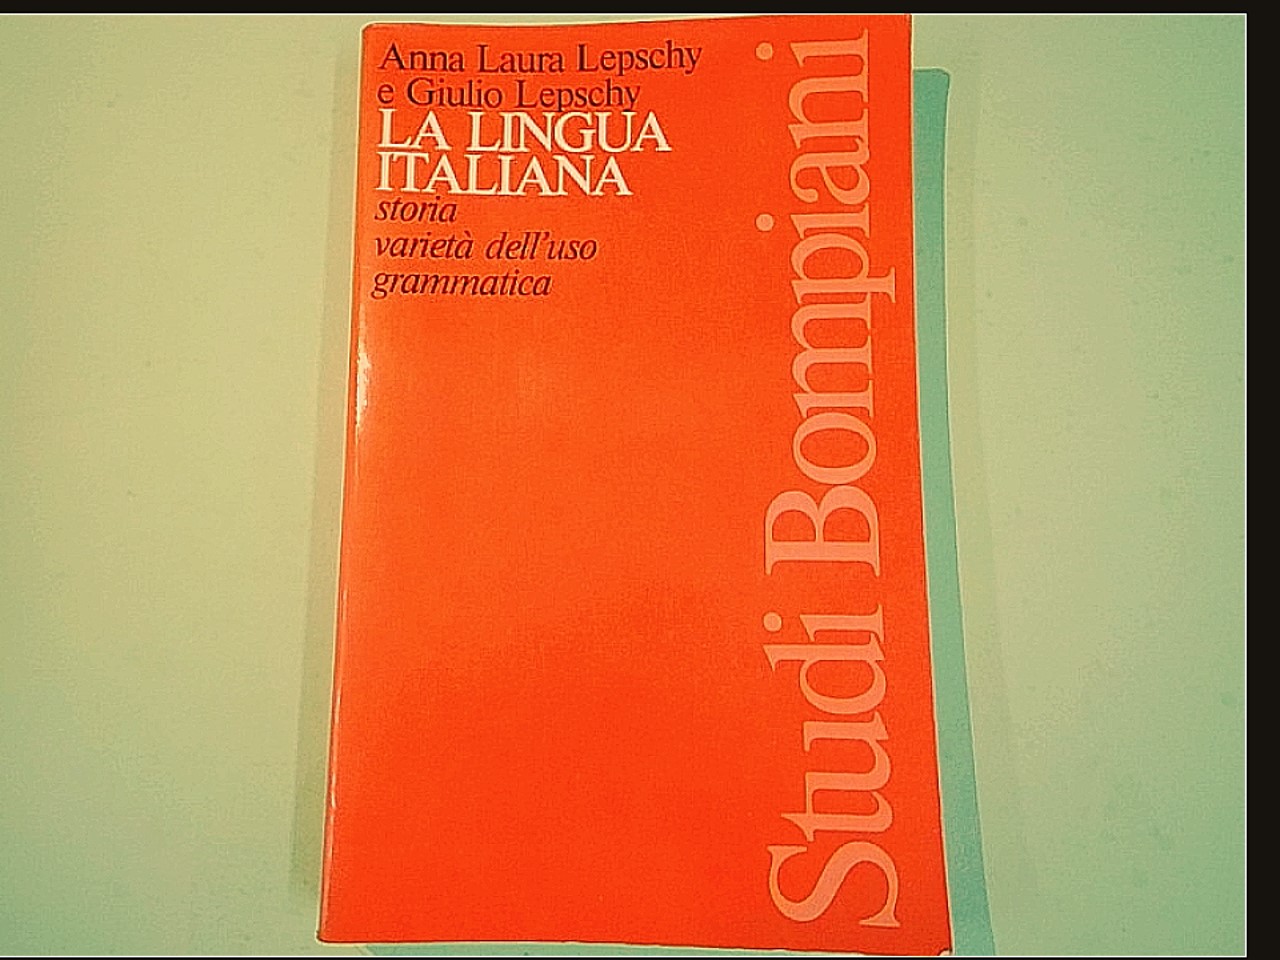 Anna Laura Lepschy
e Giulio Lepschy
LA LINGUA
ITALIANA
storia
varietà dell'uso
grammatica
Studi Bompiani